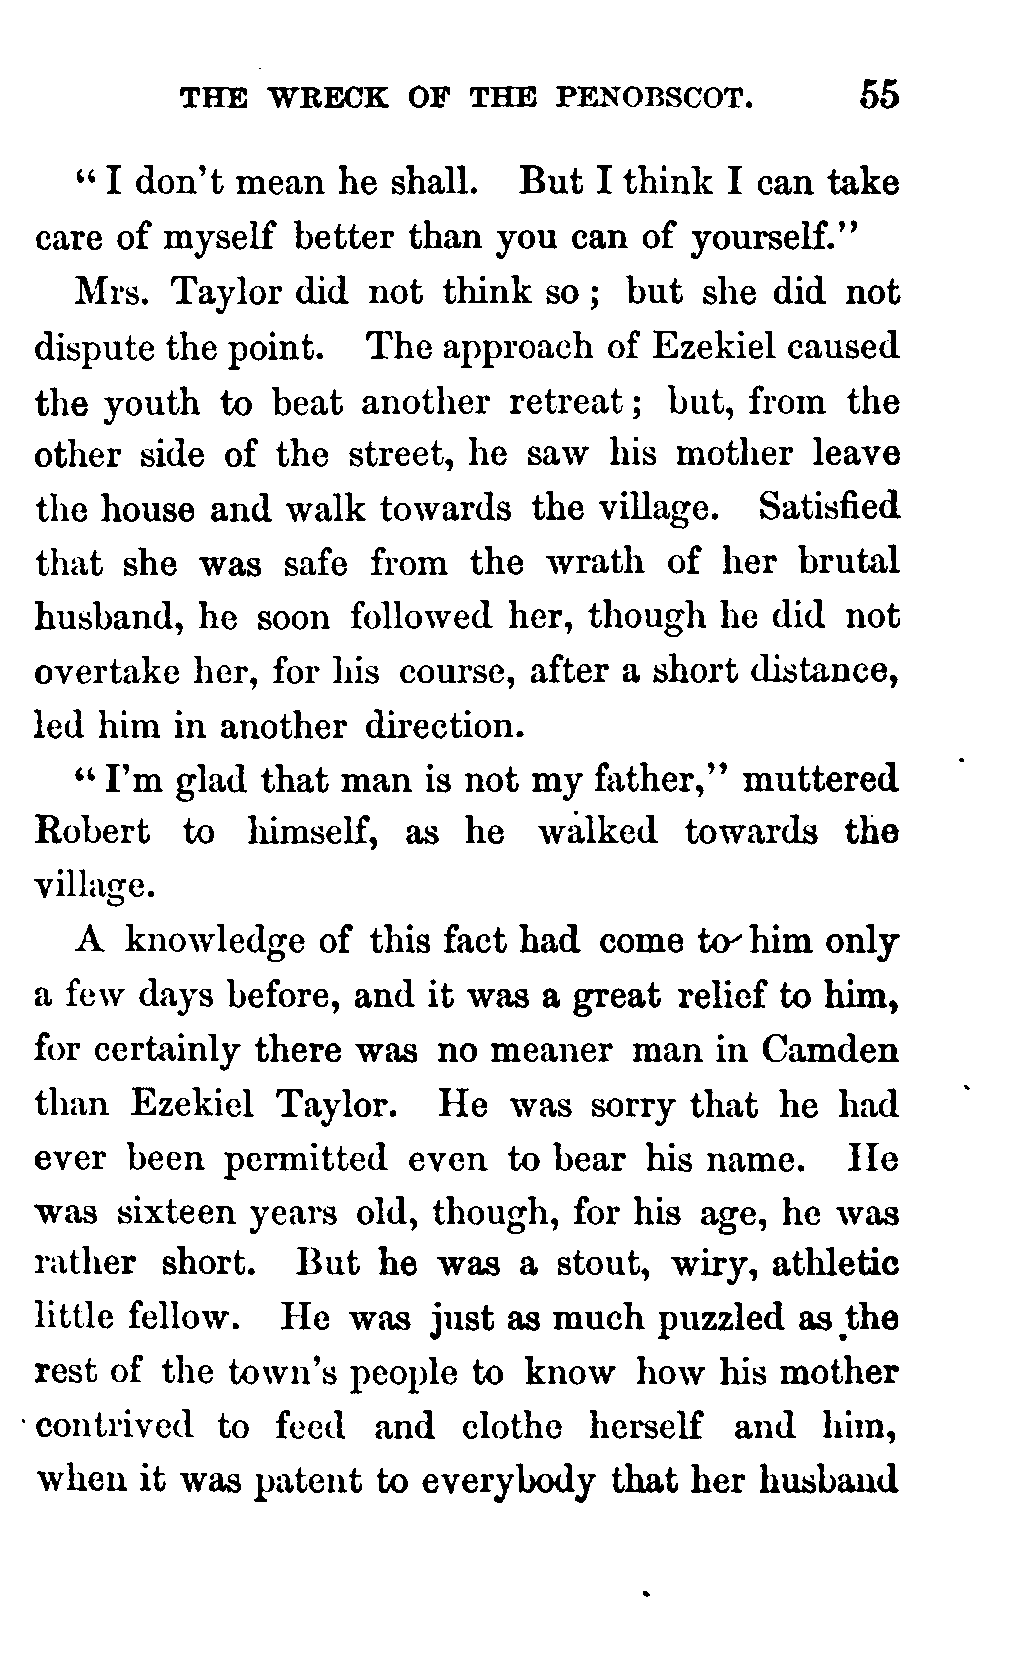 THE WRECK OF THE PENOBSCOT. 55
"I don't mean he shall. But I think I can take
care of myself better than you can of yourself."
Mrs. Taylor did not think so; but she did not
dispute the point. The approach of Ezekiel caused
the youth to beat another retreat; but, from the
other side of the street, he saw his mother leave
the house and walk towards the village. Satisfied
that she was safe from the wrath of her brutal
husband, he soon followed her, though he did not
overtake her, for his course, after a short distance,
led him in another direction.
"I'm glad that man is not my father," muttered
Robert to himself, as he walked towards the
village.
A knowledge of this fact had come to him only
a few days before, and it was a great relief to him,
for certainly there was no meaner man in Camden
than Ezekiel Taylor. He was sorry that he had
ever been permitted even to bear his name. He
was sixteen years old, though, for his age, he was
rather short. But he was a stout, wiry, athletic
little fellow. He was just as much puzzled as the
rest of the town's people to know how his mother
contrived to feed and clothe herself and him,
when it was patent to everybody that her husband